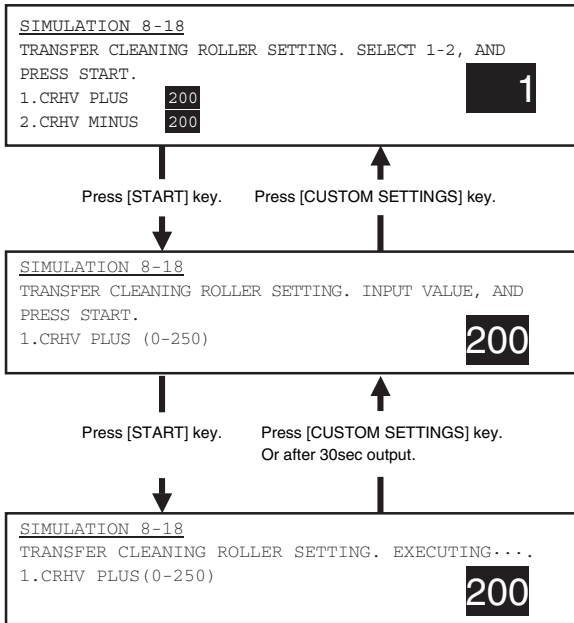 SIMULATION 8-18
TRANSFER CLEANING ROLLER SETTING. SELECT 1-2, AND
PRESS START.
1
1.CRHV PLUS 200
2.CRHV MINUS 200
Press [START] key. Press [CUSTOM SETTINGS] key.
SIMULATION 8-18
TRANSFER CLEANING ROLLER SETTING. INPUT VALUE, AND
PRESS START.
1.CRHV PLUS (0-250)
200
Press [START] key. Press [CUSTOM SETTINGS] key.
Or after 30sec output.
SIMULATION 8-18
TRANSFER CLEANING ROLLER SETTING. EXECUTING····.
1.CRHV PLUS(0-250)
200